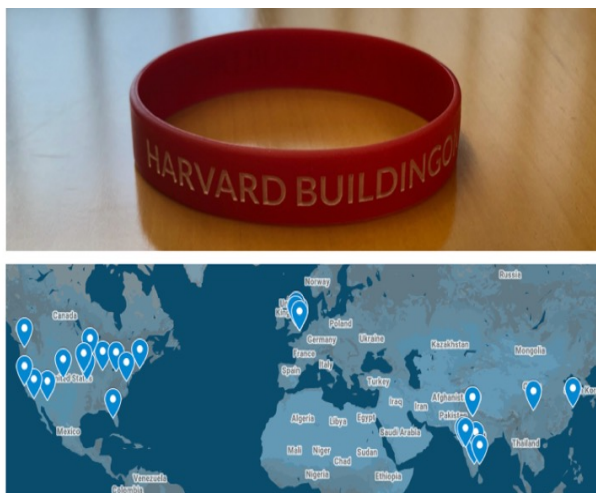 HARVARD BUILDINGO
Russia
Norway
Canada
Poland
Germany
Ukraine
Kazakhstan
Mongolia
France
Italy
Spain
Turkey
Iraq
Iran
Afghanistan
Pakistan
Algeria
Libya
Egypt
Saudi Arabia
Mexico
Mali
Niger
Chad
Sudan
Thailand
Nigeria
Ethiopia
Venezuela
Colombia